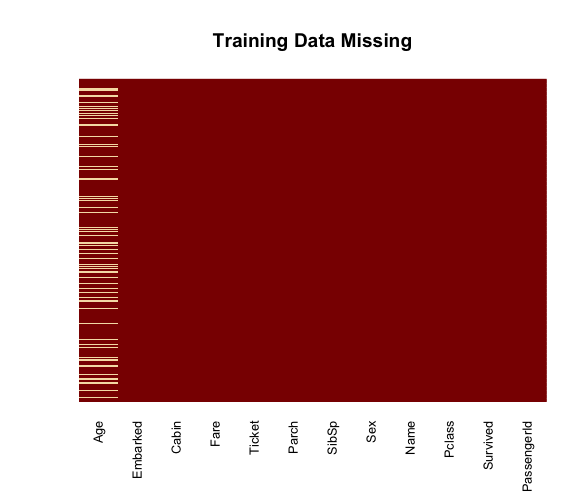 Training Data Missing
Age
Embarked
Cabin
Fare
Ticket
Parch
SibSp
Sex
Name
Pclass
Survived
PassengerId